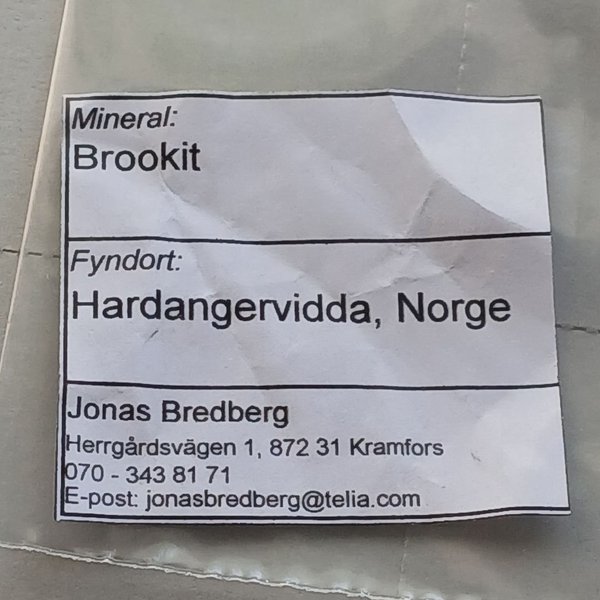 Mineral:
Brookit
Fyndort:
Hardangervidda, Norge
Jonas Bredberg
Herrgårdsvägen 1, 872 31 Kramfors
070 - 343 81 71
E-post: jonasbredberg@telia.com